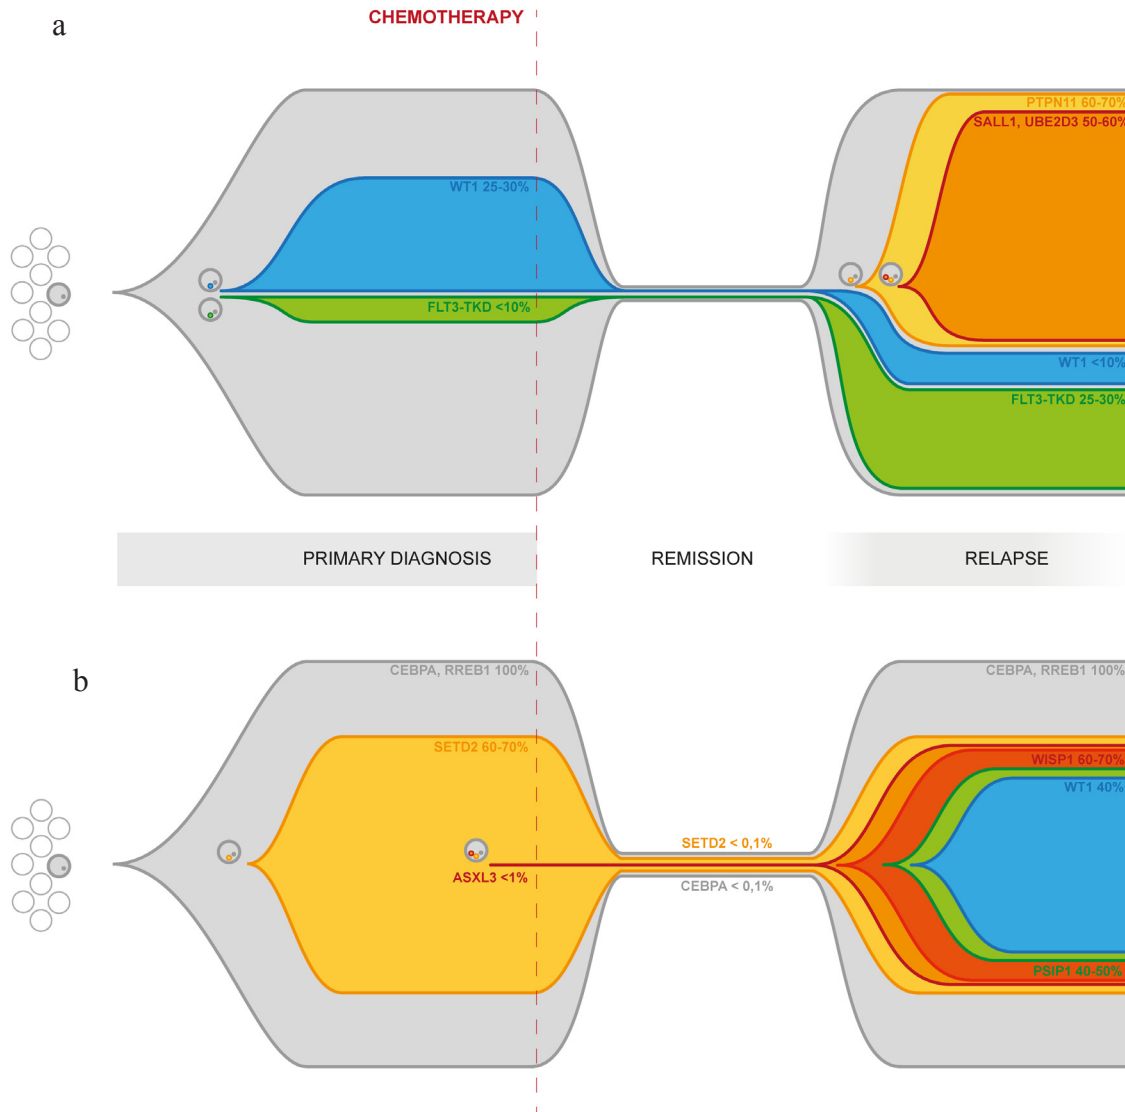 CHEMOTHERAPY
a
PTPN11 60-70%
SALL1, UBE2D3 50-60%
WT1 25-30%
FLT3-TKD <10%
WT1 <10%
FLT3-TKD 25-30%
PRIMARY DIAGNOSIS
REMISSION
RELAPSE
b
CEBPA, RREB1 100%
CEBPA, RREB1 100%
SETD2 60-70%
WISP1 60-70%
WT1 40%
SETD2 < 0,1%
ASXL3 <1%
CEBPA < 0,1%
PSIP1 40-50%